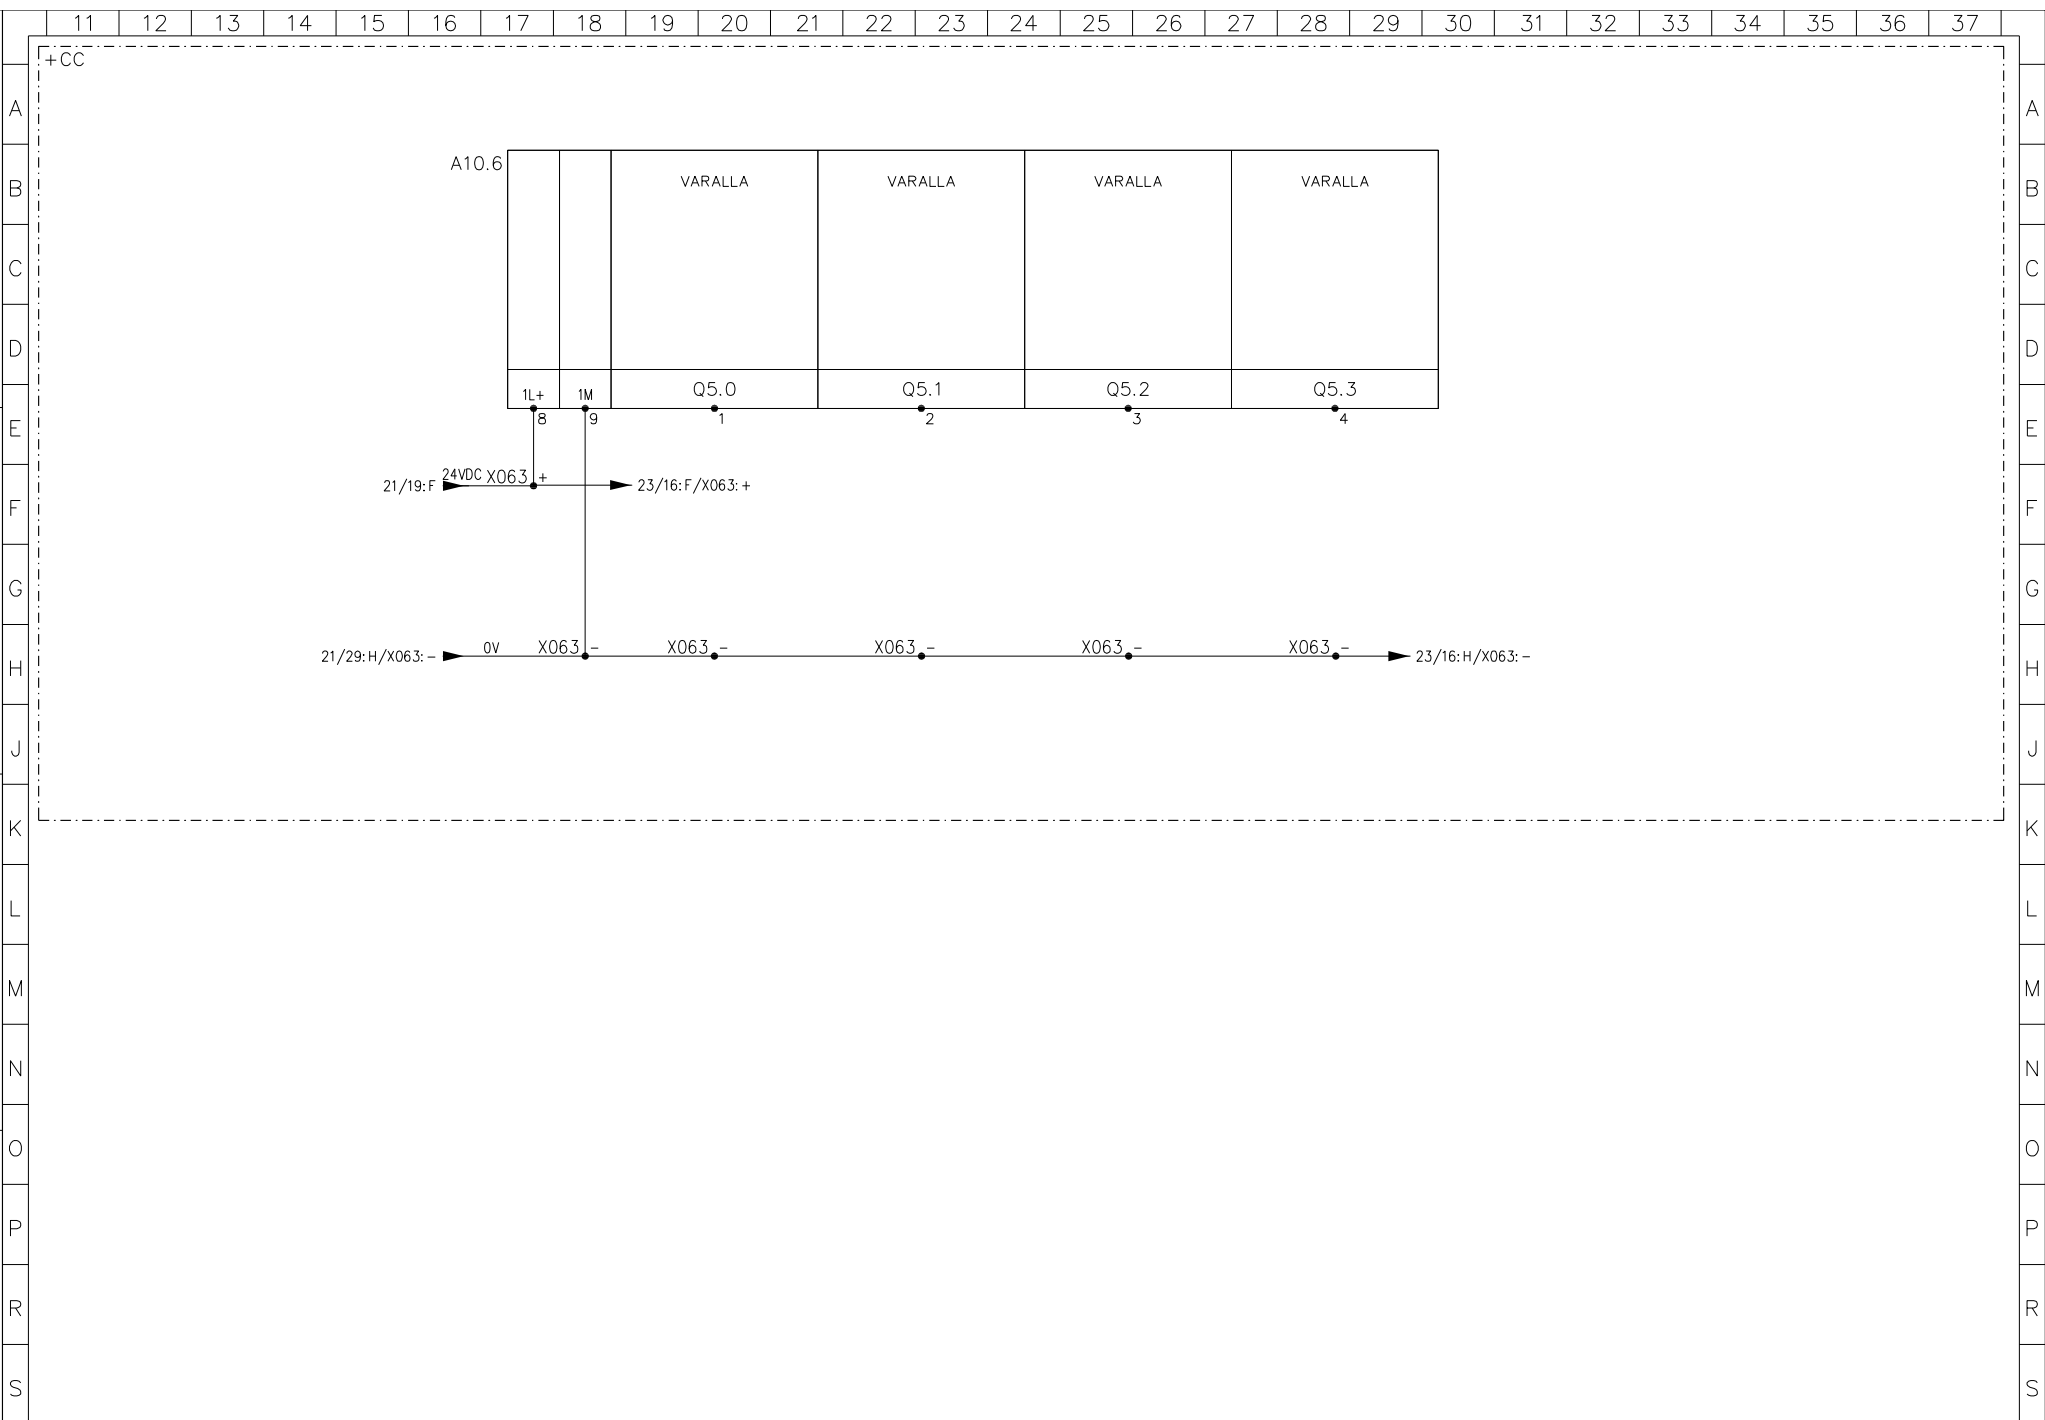 11 12 13 14 15 16 17 18 19 20 21 22 23 24 25 26 27 28 29 30 31 32 33 34 35 36 37
+CC
A A
A10.6 VARALLA VARALLA VARALLA VARALLA
B B
C C
D D
1L+ 1M Q5.0 Q5.1 Q5.2 Q5.3
8 9 1 2 3 4
E E
21/19:F 24VDC X063 + 23/16:F/X063:+
F F
G G
21/29:H/X063:- 0V X063 - X063 - X063 - X063 - X063 - 23/16:H/X063:-
H H
J J
K K
L L
M M
N N
O O
P P
R R
S S